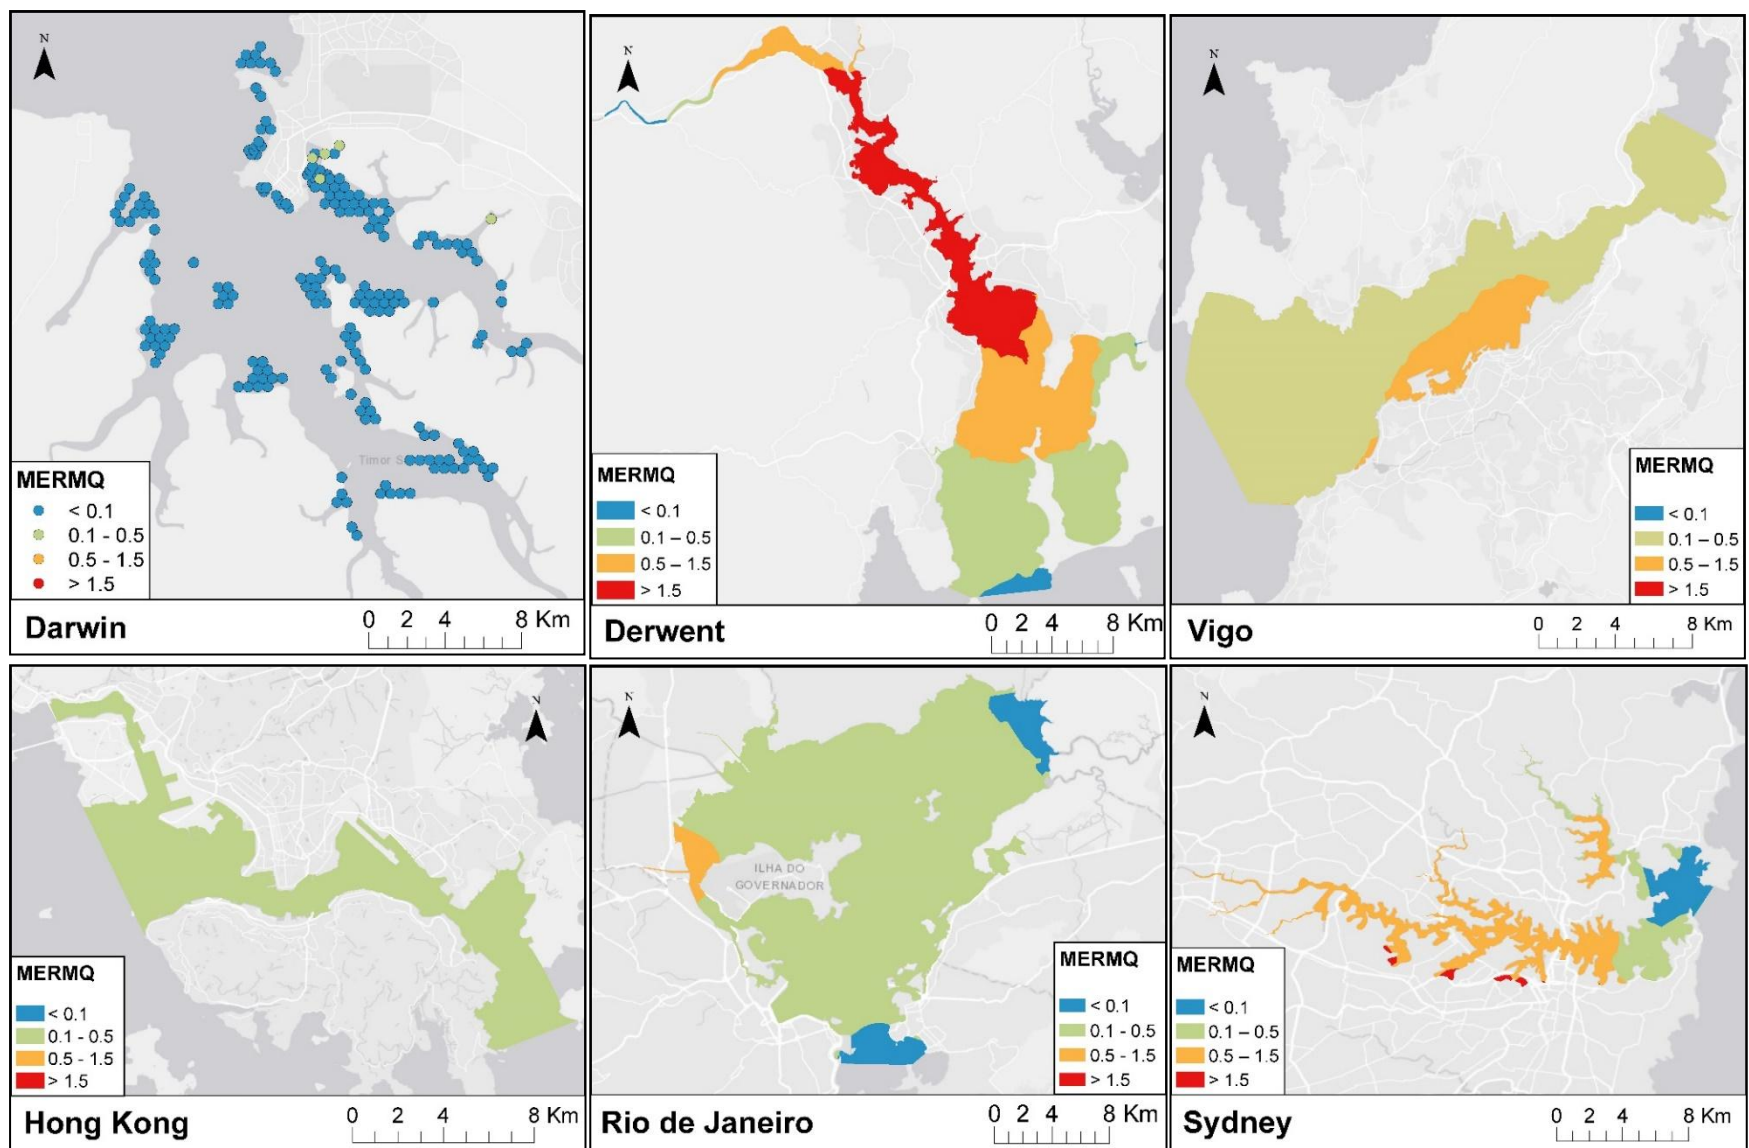 N
MERMQ
< 0.1
0.1 - 0.5
0.5 - 1.5
> 1.5
Timor S
Darwin
0 2 4 8 Km
N
MERMQ
< 0.1
0.1 – 0.5
0.5 – 1.5
> 1.5
Derwent
0 2 4 8 Km
N
MERMQ
< 0.1
0.1 – 0.5
0.5 – 1.5
> 1.5
Vigo
0 2 4 8 Km
N
MERMQ
< 0.1
0.1 - 0.5
0.5 - 1.5
> 1.5
Hong Kong
0 2 4 8 Km
N
ILHA DO
GOVERNADOR
MERMQ
< 0.1
0.1 - 0.5
0.5 - 1.5
> 1.5
Rio de Janeiro
0 2 4 8 Km
N
MERMQ
< 0.1
0.1 – 0.5
0.5 – 1.5
> 1.5
Sydney
0 2 4 8 Km